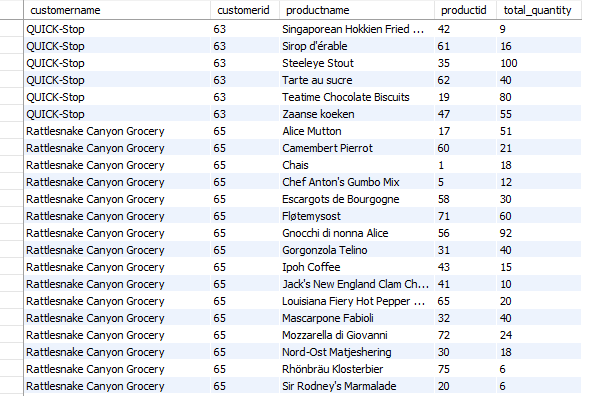 customername customerid productname productid total_quantity
QUICK-Stop 63 Singaporean Hokkien Fried ... 42 9
QUICK-Stop 63 Sirop d'érable 61 16
QUICK-Stop 63 Steeleye Stout 35 100
QUICK-Stop 63 Tarte au sucre 62 40
QUICK-Stop 63 Teatime Chocolate Biscuits 19 80
QUICK-Stop 63 Zaanse koeken 47 55
Rattlesnake Canyon Grocery 65 Alice Mutton 17 51
Rattlesnake Canyon Grocery 65 Camembert Pierrot 60 21
Rattlesnake Canyon Grocery 65 Chais 1 18
Rattlesnake Canyon Grocery 65 Chef Anton's Gumbo Mix 5 12
Rattlesnake Canyon Grocery 65 Escargots de Bourgogne 58 30
Rattlesnake Canyon Grocery 65 Fløtemysost 71 60
Rattlesnake Canyon Grocery 65 Gnocchi di nonna Alice 56 92
Rattlesnake Canyon Grocery 65 Gorgonzola Telino 31 40
Rattlesnake Canyon Grocery 65 Ipoh Coffee 43 15
Rattlesnake Canyon Grocery 65 Jack's New England Clam Ch... 41 10
Rattlesnake Canyon Grocery 65 Louisiana Fiery Hot Pepper ... 65 20
Rattlesnake Canyon Grocery 65 Mascarpone Fabioli 32 40
Rattlesnake Canyon Grocery 65 Mozzarella di Giovanni 72 24
Rattlesnake Canyon Grocery 65 Nord-Ost Matjeshering 30 18
Rattlesnake Canyon Grocery 65 Rhönbräu Klosterbier 75 6
Rattlesnake Canyon Grocery 65 Sir Rodney's Marmalade 20 6